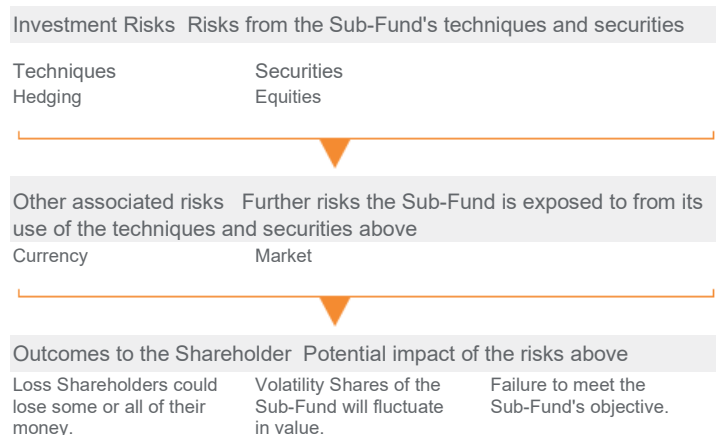 Investment Risks Risks from the Sub-Fund's techniques and securities
Techniques Securities
Hedging Equities
Other associated risks Further risks the Sub-Fund is exposed to from its
use of the techniques and securities above
Currency Market
Outcomes to the Shareholder Potential impact of the risks above
Loss Shareholders could
lose some or all of their
money.
Volatility Shares of the
Sub-Fund will fluctuate
in value.
Failure to meet the
Sub-Fund's objective.